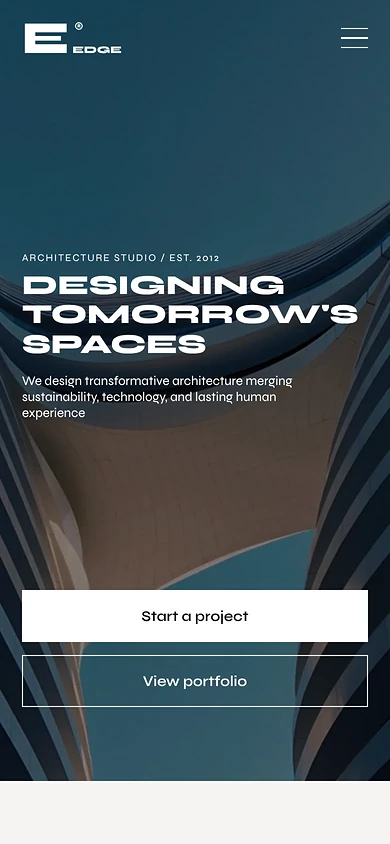 E ®
EDGE
ARCHITECTURE STUDIO / EST. 2012
DESIGNING
TOMORROW'S
SPACES
We design transformative architecture merging
sustainability, technology, and lasting human
experience
Start a project
View portfolio